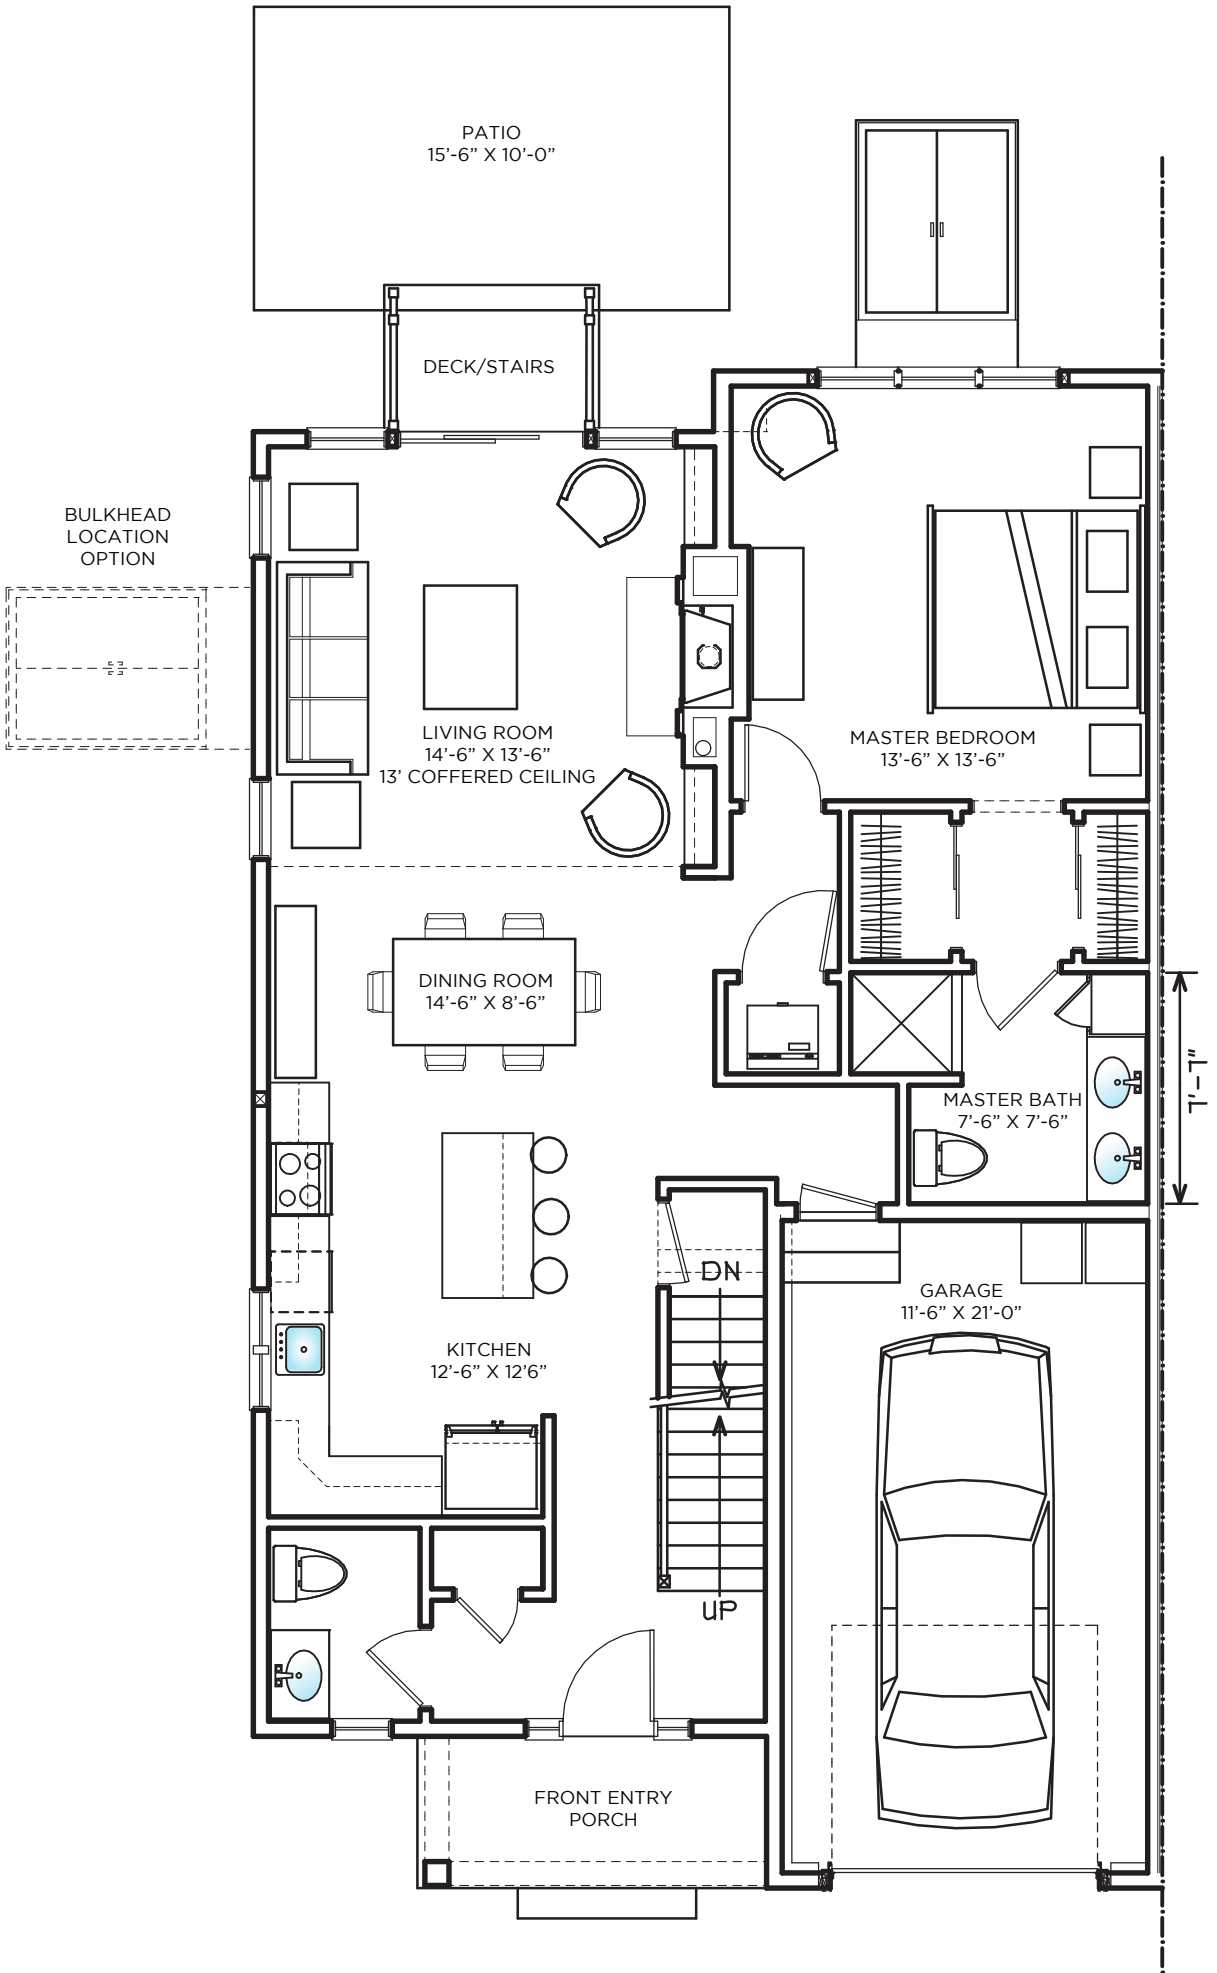 PATIO
15'-6” X 10'-0”
DECK/STAIRS
BULKHEAD
LOCATION
OPTION
LIVING ROOM
14'-6” X 13'-6”
13' COFFERED CEILING
MASTER BEDROOM
13'-6” X 13'-6”
DINING ROOM
14'-6” X 8'-6”
MASTER BATH
7'-6” X 7'-6”
7'-7"
DN
GARAGE
11'-6” X 21'-0”
KITCHEN
12'-6” X 12'6”
UP
FRONT ENTRY
PORCH